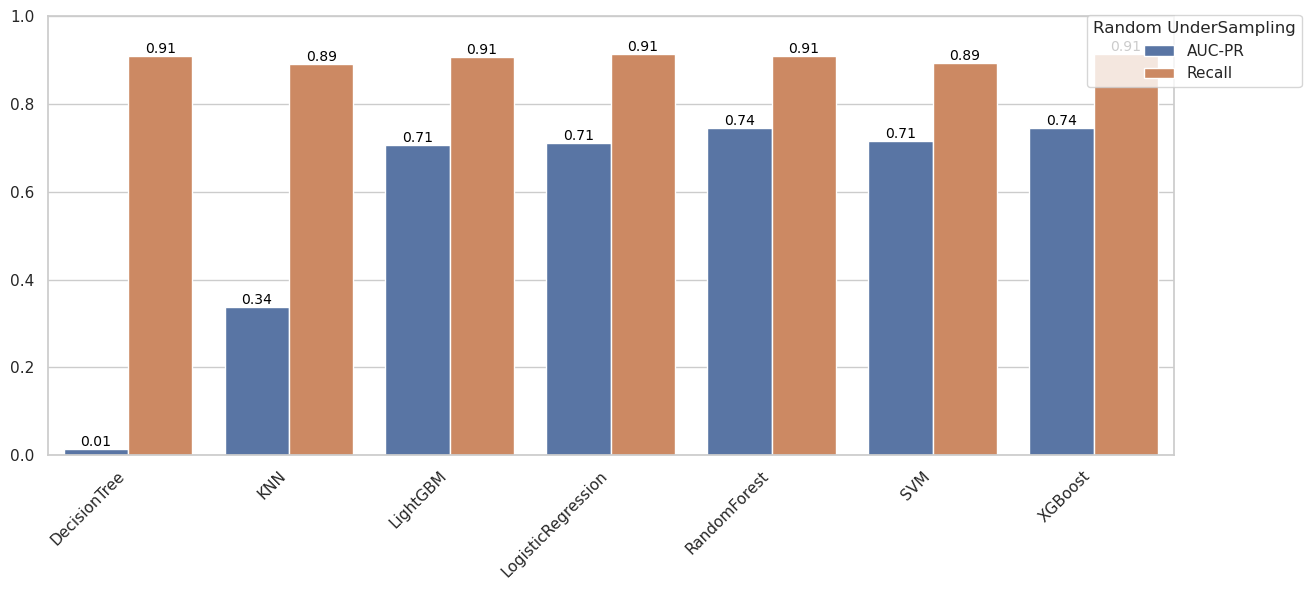 Random UnderSampling
AUC-PR
Recall
1.0
0.8
0.6
0.4
0.2
0.0
0.01
0.91
0.34
0.89
0.71
0.91
0.71
0.91
0.74
0.91
0.71
0.89
0.74
0.91
DecisionTree
KNN
LightGBM
LogisticRegression
RandomForest
SVM
XGBoost